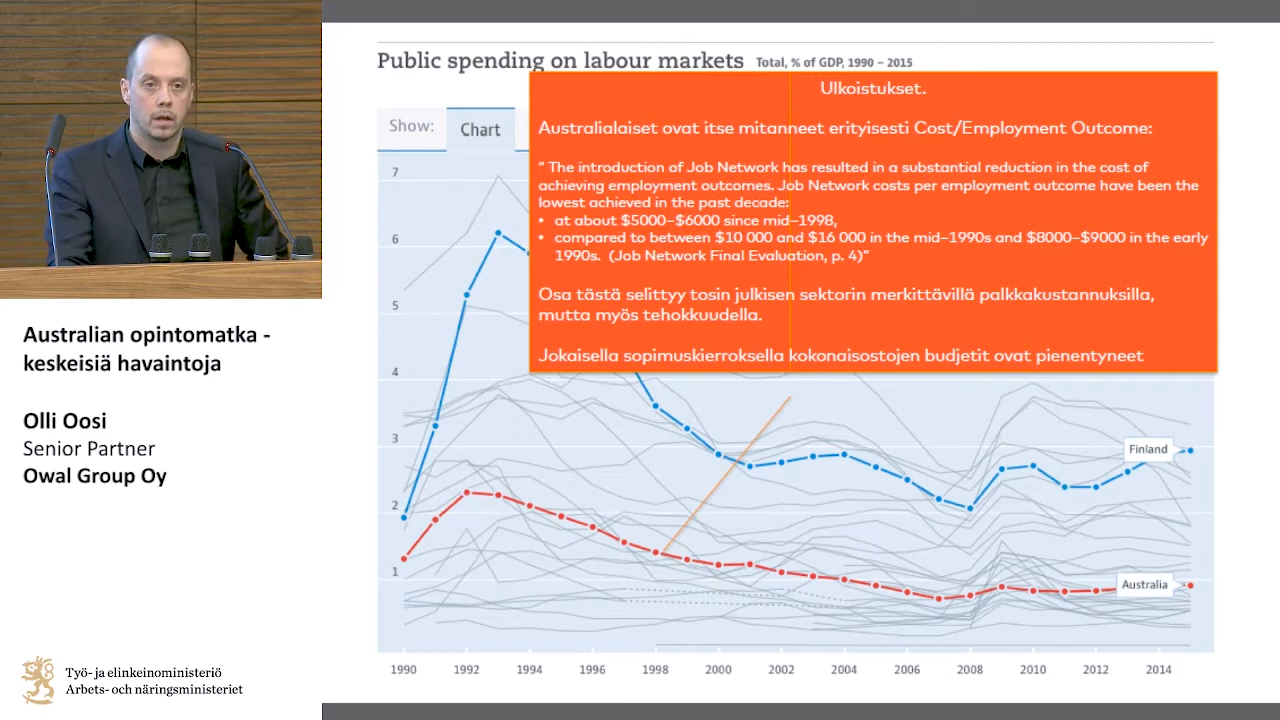 Public spending on labour markets Total, % of GDP, 1990 – 2015
Show:
Chart
Ulkoistukset.
Australialaiset ovat itse mitanneet erityisesti Cost/Employment Outcome:
" The introduction of Job Network has resulted in a substantial reduction in the cost of
achieving employment outcomes. Job Network costs per employment outcome have been the
lowest achieved in the past decade:
• at about $5000–$6000 since mid–1998,
• compared to between $10 000 and $16 000 in the mid–1990s and $8000–$9000 in the early
1990s. (Job Network Final Evaluation, p. 4)"
Osa tästä selittyy tosin julkisen sektorin merkittävillä palkkakustannuksilla,
mutta myös tehokkuudella.
Jokaisella sopimuskierroksella kokonaisostojen budjetit ovat pienentyneet
7
6
5
4
3
2
1
Finland
Australia
1990 1992 1994 1996 1998 2000 2002 2004 2006 2008 2010 2012 2014
Australian opintomatka -
keskeisiä havaintoja
Olli Oosi
Senior Partner
Owal Group Oy
Työ- ja elinkeinoministeriö
Arbets- och näringsministeriet